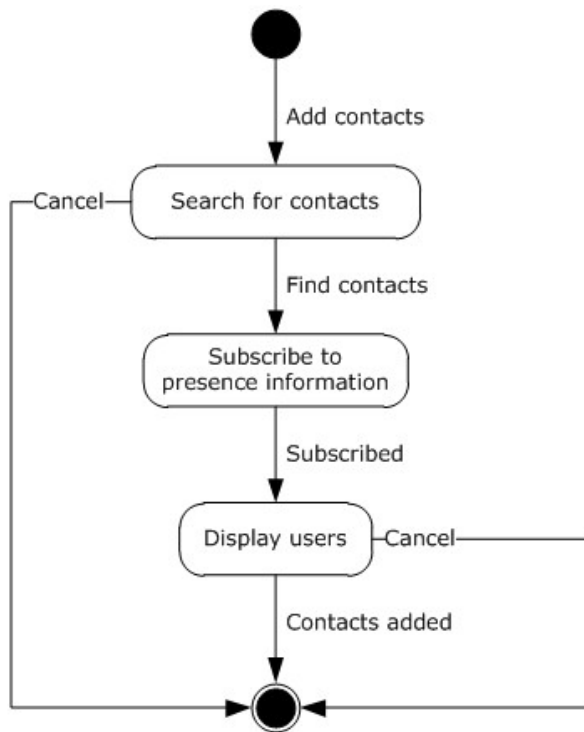 Add contacts
Cancel
Search for contacts
Find contacts
Subscribe to
presence information
Subscribed
Display users
Cancel
Contacts added